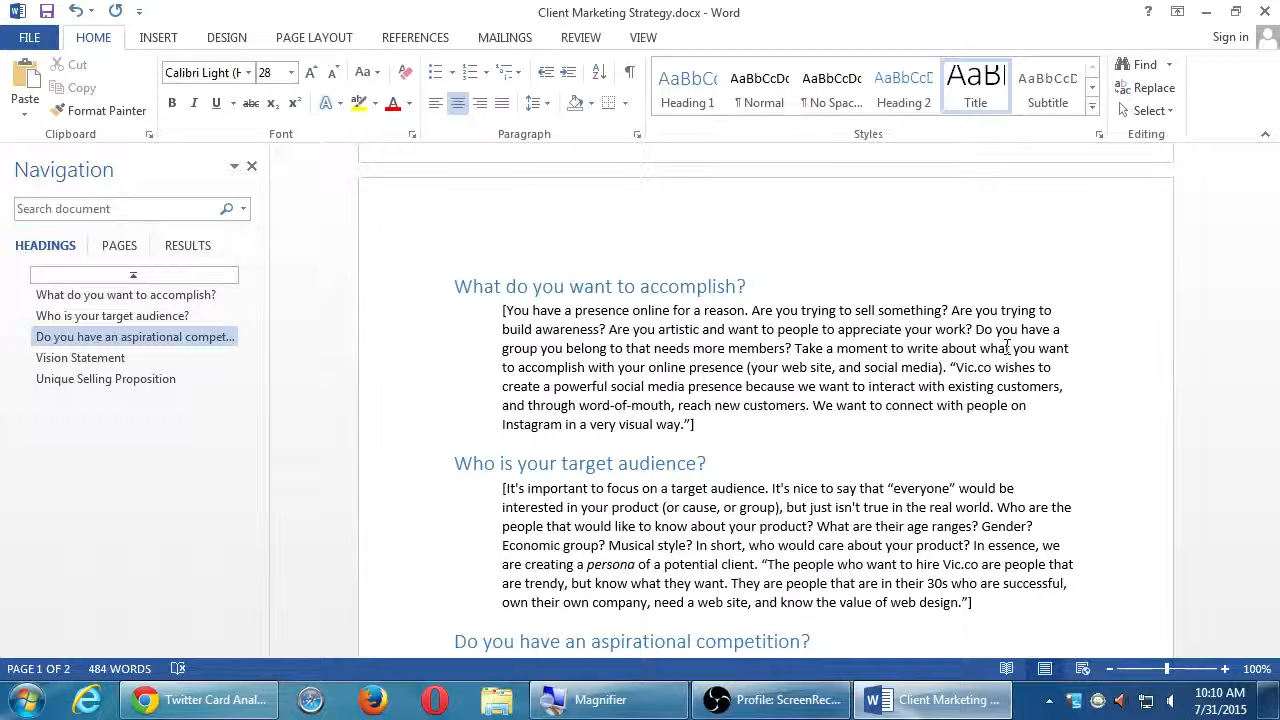 Client Marketing Strategy.docx - Word
FILE HOME INSERT DESIGN PAGE LAYOUT REFERENCES MAILINGS REVIEW VIEW Sign in
Paste
Cut
Copy
Format Painter
Clipboard
Calibri Light (H 28
Font
Paragraph
AaBbCc AaBbCcDc AaBbCcDc AaBbCcD AaB AaBbCcD
Heading 1 ¶ Normal ¶ No Spac... Heading 2 Title Subtitle
Styles
Find
Replace
Select
Editing
Navigation
Search document
HEADINGS PAGES RESULTS
What do you want to accomplish?
Who is your target audience?
Do you have an aspirational compet...
Vision Statement
Unique Selling Proposition
What do you want to accomplish?
[You have a presence online for a reason. Are you trying to sell something? Are you trying to
build awareness? Are you artistic and want to people to appreciate your work? Do you have a
group you belong to that needs more members? Take a moment to write about what you want
to accomplish with your online presence (your web site, and social media). “Vic.co wishes to
create a powerful social media presence because we want to interact with existing customers,
and through word-of-mouth, reach new customers. We want to connect with people on
Instagram in a very visual way.”]
Who is your target audience?
[It's important to focus on a target audience. It's nice to say that “everyone” would be
interested in your product (or cause, or group), but just isn't true in the real world. Who are the
people that would like to know about your product? What are their age ranges? Gender?
Economic group? Musical style? In short, who would care about your product? In essence, we
are creating a persona of a potential client. “The people who want to hire Vic.co are people that
are trendy, but know what they want. They are people that are in their 30s who are successful,
own their own company, need a web site, and know the value of web design.”]
Do you have an aspirational competition?
PAGE 1 OF 2 484 WORDS 100%
Twitter Card Anal... Magnifier Profile: ScreenRec... Client Marketing ...
10:10 AM
7/31/2015